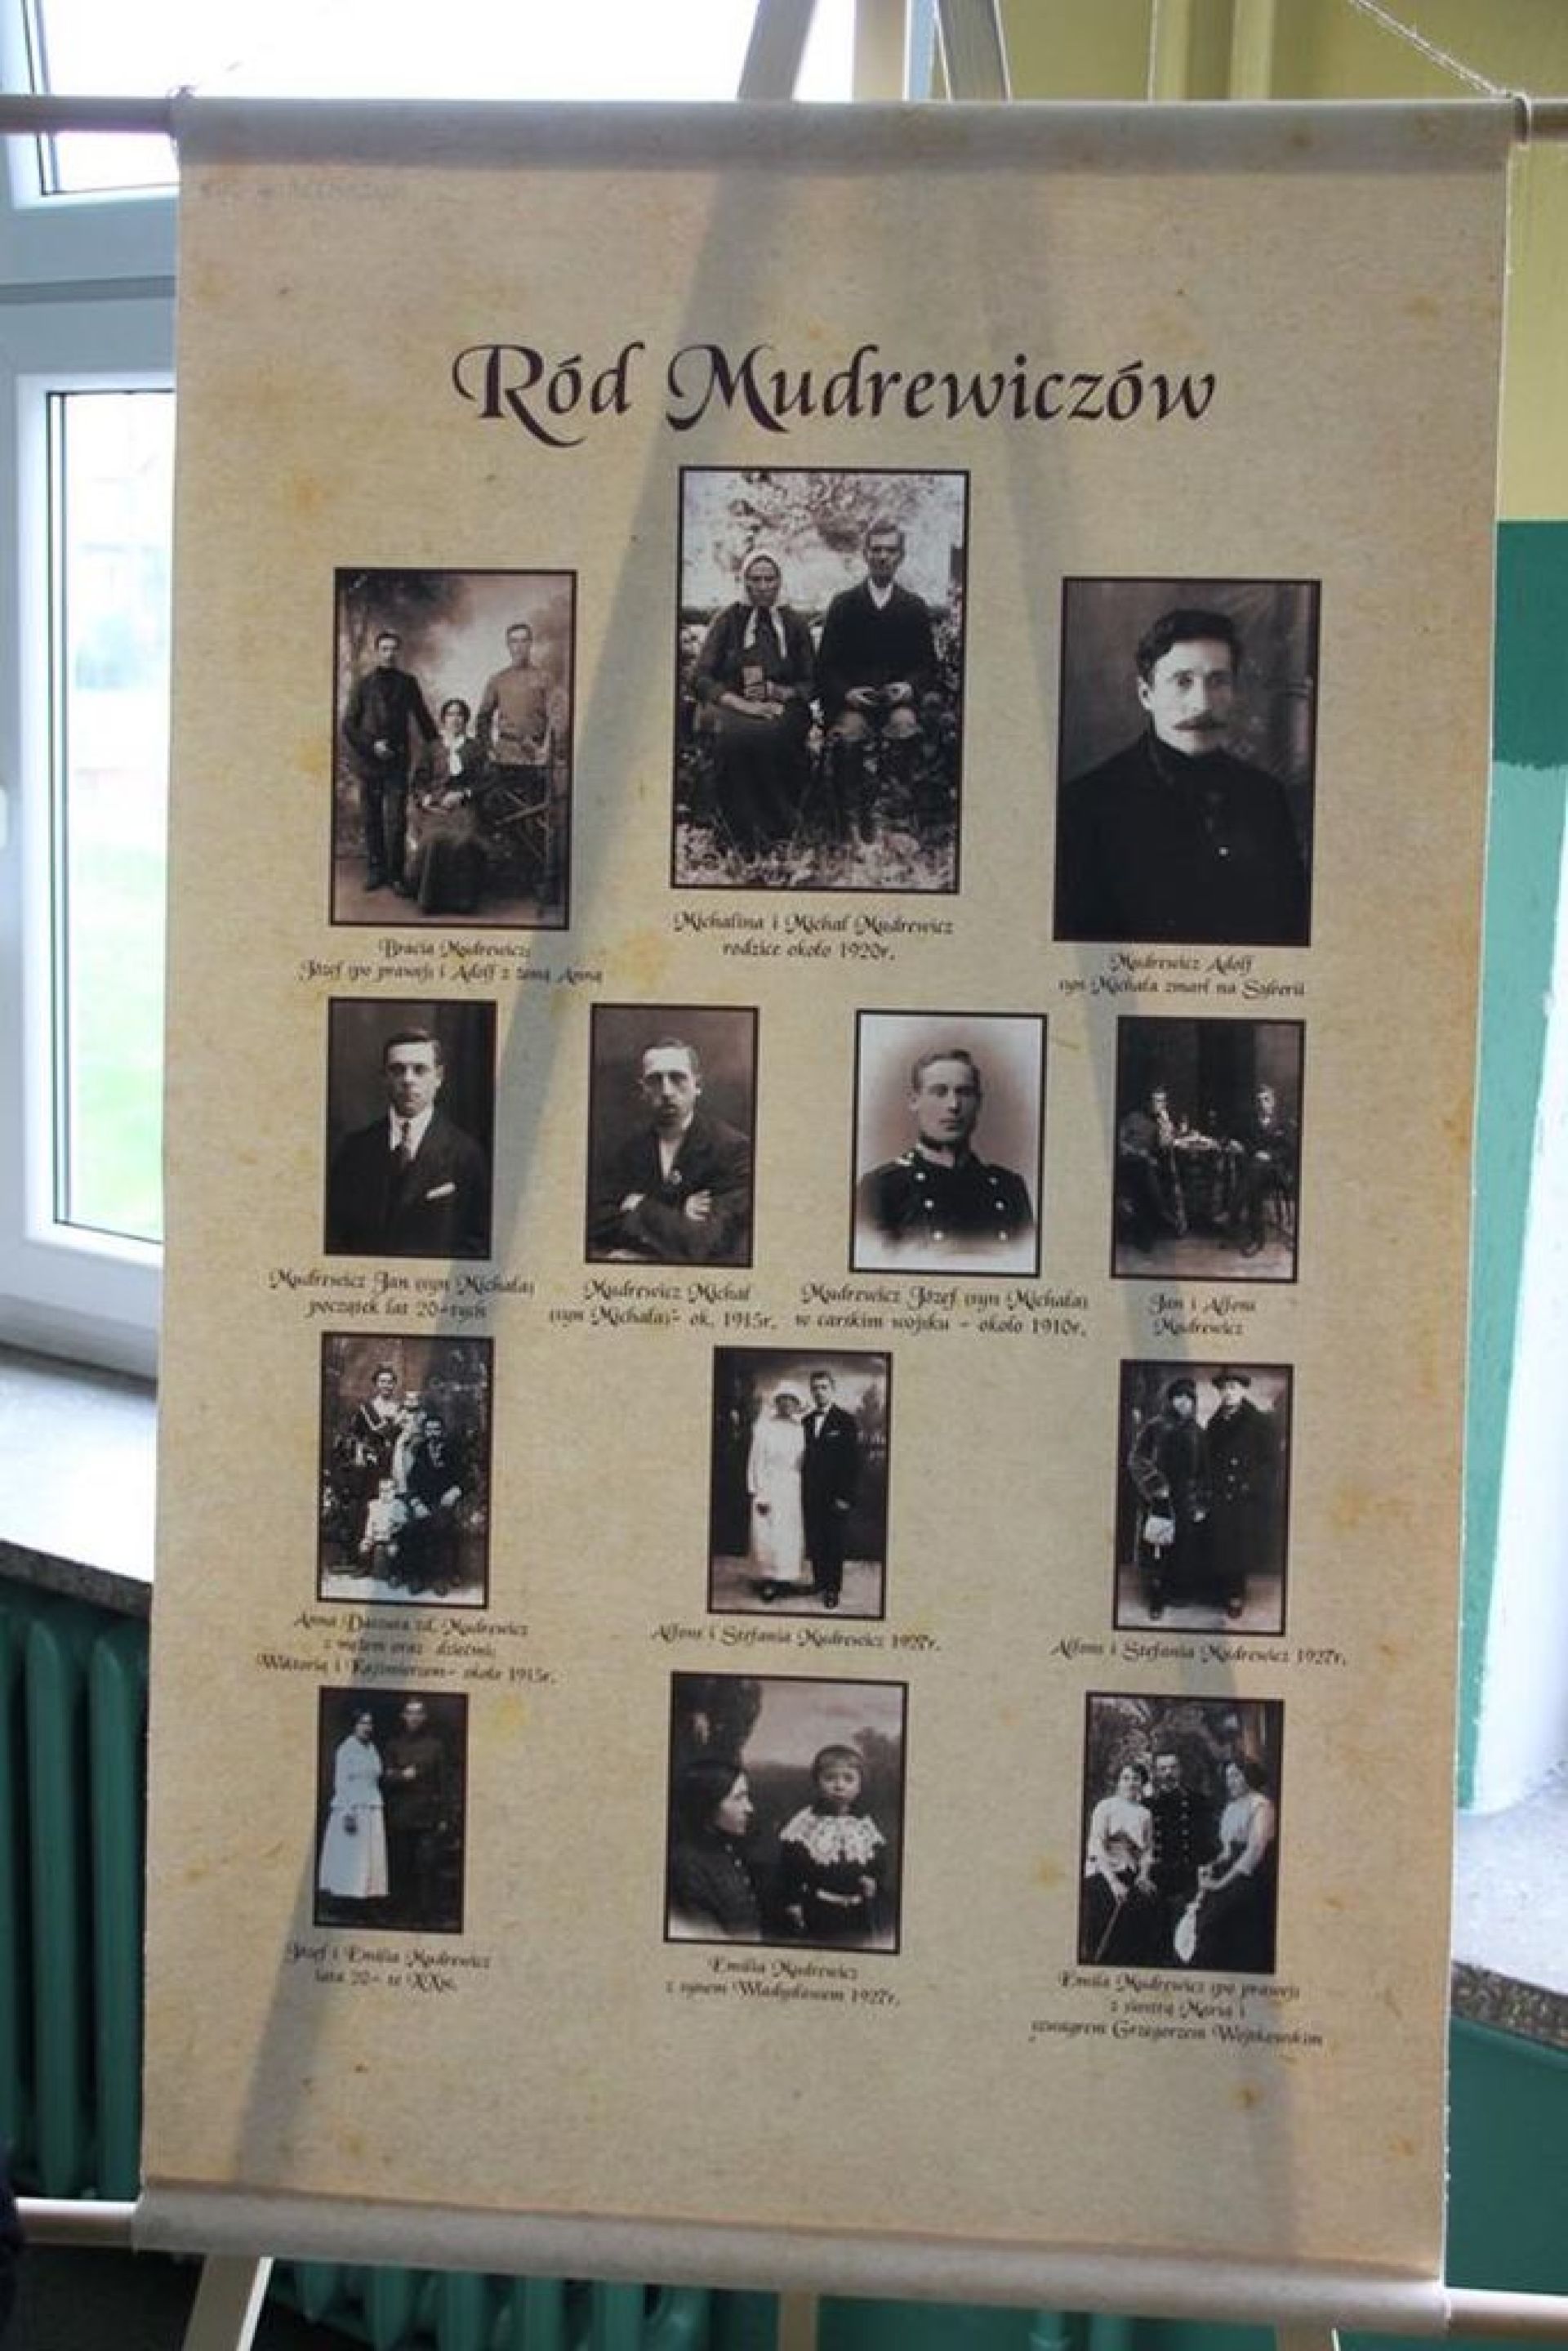 Ród Mudrewiczów
Michalina i Michał Mudrewicz
rodzice około 1920r.
Bracia Mudrewicz:
Józef (po prawej) i Adolf z żoną Anną
Mudrewicz Adolf
syn Michała zmarł na Syberii
Mudrewicz Jan (syn Michała)
początek lat 20-tych
Mudrewicz Michał
(syn Michała)- ok. 1915r.
Mudrewicz Józef (syn Michała)
w carskim wojsku - około 1910r.
Jan i Alfons
Mudrewicz
Anna zd. Mudrewicz
z mężem oraz dziećmi:
Wiktorią i Kazimierzem- około 1915r.
Alfons i Stefania Mudrewicz 1927r.
Alfons i Stefania Mudrewicz 1927r.
Józef i Emilia Mudrewicz
lata 20- te XXw.
Emilia Mudrewicz
z synem Władysławem 1927r.
Emilia Mudrewicz (po prawej)
z siostrą Marią i
szwagrem Grzegorzem Wojtkowskim